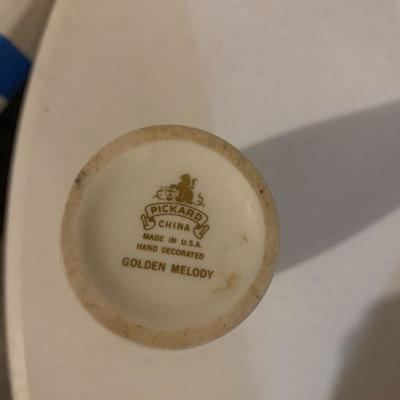 PICKARD
CHINA
MADE IN U.S.A.
HAND DECORATED
GOLDEN MELODY